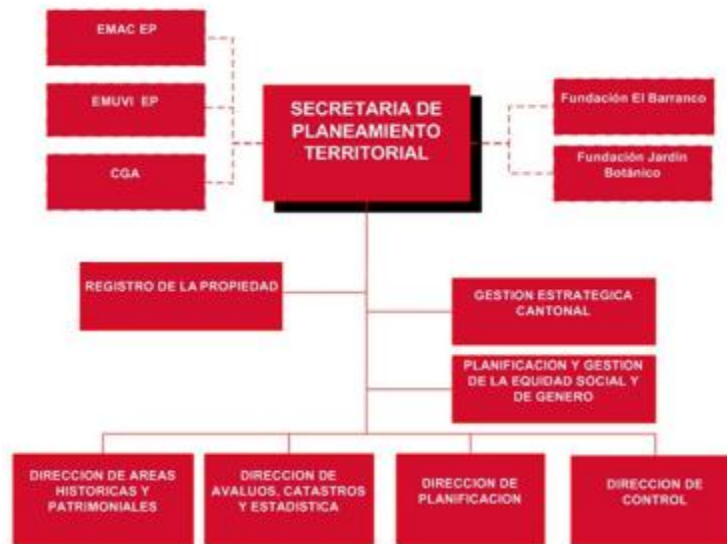 EMAC EP
EMUVI EP
CGA
SECRETARIA DE
PLANEAMIENTO
TERRITORIAL
Fundación El Barranco
Fundación Jardín
Botánico
REGISTRO DE LA PROPIEDAD
GESTION ESTRATEGICA
CANTONAL
PLANIFICACION Y GESTION
DE LA EQUIDAD SOCIAL Y
DE GENERO
DIRECCION DE AREAS
HISTORICAS Y
PATRIMONIALES
DIRECCION DE
AVALUOS, CATASTROS
Y ESTADISTICA
DIRECCION DE
PLANIFICACION
DIRECCION DE
CONTROL